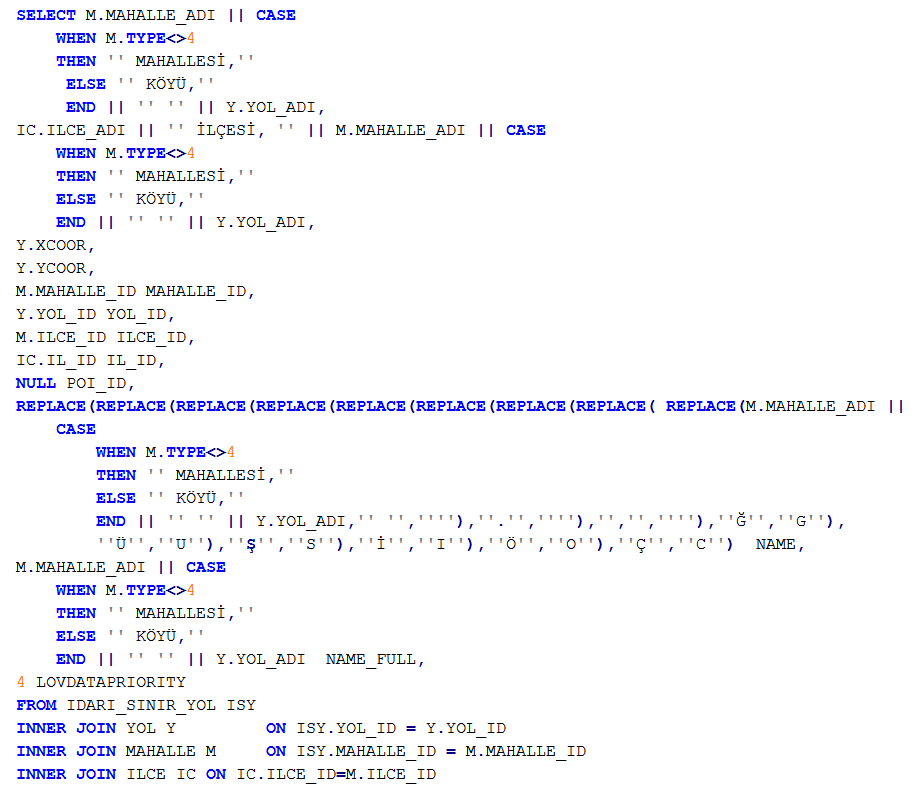 SELECT M.MAHALLE_ADI || CASE
WHEN M.TYPE<>4
THEN '' MAHALLESİ,''
ELSE '' KÖYÜ,''
END || '' '' || Y.YOL_ADI,
IC.ILCE_ADI || '' İLÇESİ, '' || M.MAHALLE_ADI || CASE
WHEN M.TYPE<>4
THEN '' MAHALLESİ,''
ELSE '' KÖYÜ,''
END || '' '' || Y.YOL_ADI,
Y.XCOOR,
Y.YCOOR,
M.MAHALLE_ID MAHALLE_ID,
Y.YOL_ID YOL_ID,
M.ILCE_ID ILCE_ID,
IC.IL_ID IL_ID,
NULL POI_ID,
REPLACE(REPLACE(REPLACE(REPLACE(REPLACE(REPLACE(REPLACE(REPLACE( REPLACE(M.MAHALLE_ADI ||
CASE
WHEN M.TYPE<>4
THEN '' MAHALLESİ,''
ELSE '' KÖYÜ,''
END || '' '' || Y.YOL_ADI,'' '',''''),''.'',''''),'','',''''),''Ğ'',''G''),
''Ü'',''U''),''Ş'',''S''),''İ'',''I''),''Ö'',''O''),''Ç'',''C'')  NAME,
M.MAHALLE_ADI || CASE
WHEN M.TYPE<>4
THEN '' MAHALLESİ,''
ELSE '' KÖYÜ,''
END || '' '' || Y.YOL_ADI  NAME_FULL,
4 LOVDATAPRIORITY
FROM IDARI_SINIR_YOL ISY
INNER JOIN YOL Y         ON ISY.YOL_ID = Y.YOL_ID
INNER JOIN MAHALLE M     ON ISY.MAHALLE_ID = M.MAHALLE_ID
INNER JOIN ILCE IC ON IC.ILCE_ID=M.ILCE_ID